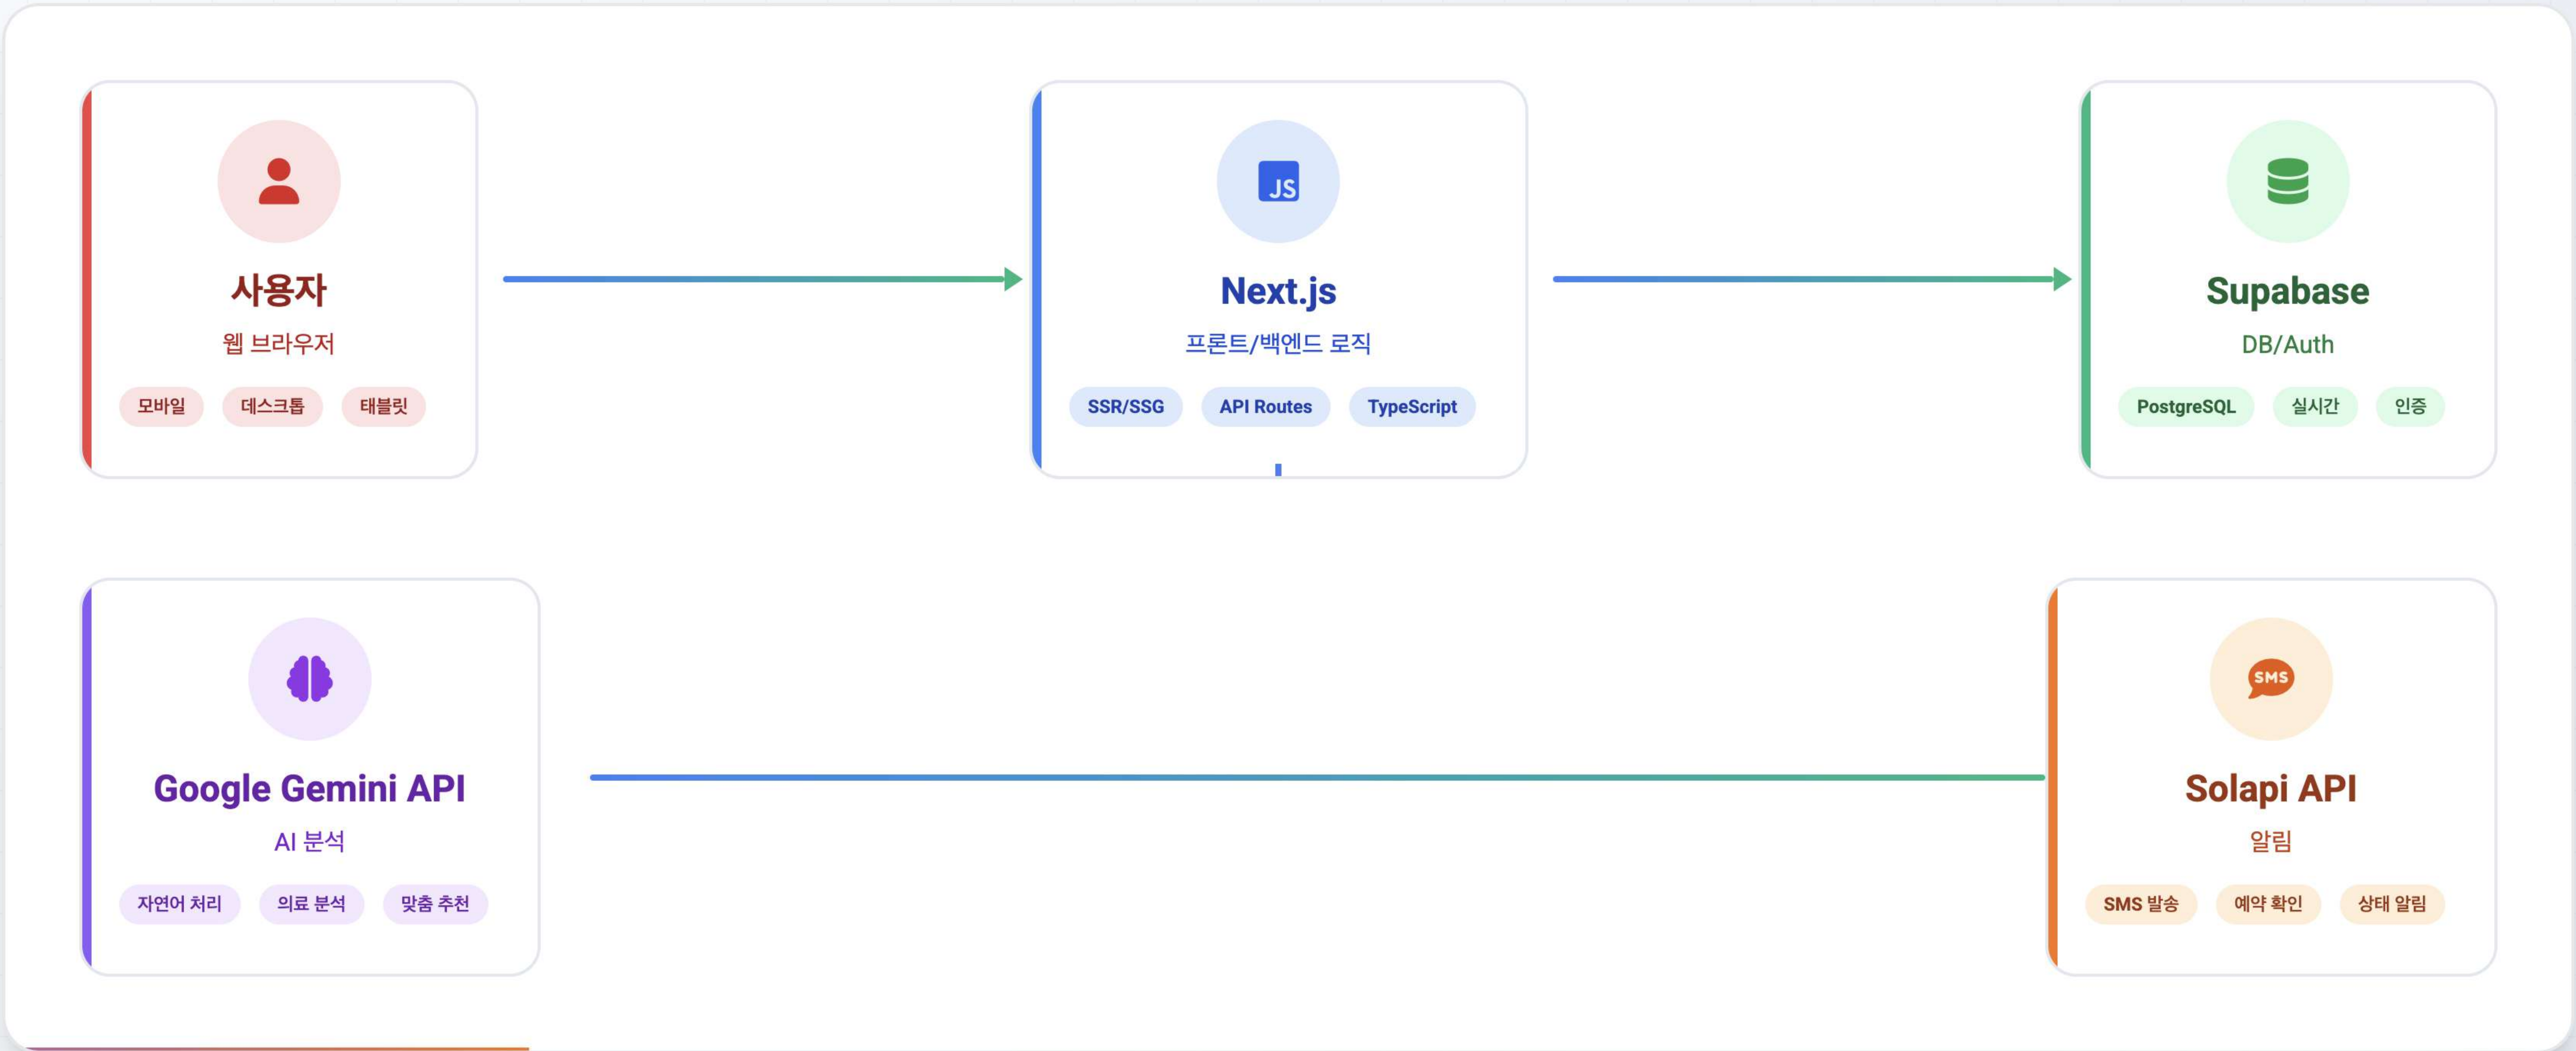 JS
사용자
웹 브라우저
모바일 데스크톱 태블릿
Next.js
프론트/백엔드 로직
SSR/SSG API Routes TypeScript
Supabase
DB/Auth
PostgreSQL 실시간 인증
Google Gemini API
AI 분석
자연어 처리 의료 분석 맞춤 추천
SMS
Solapi API
알림
SMS 발송 예약 확인 상태 알림